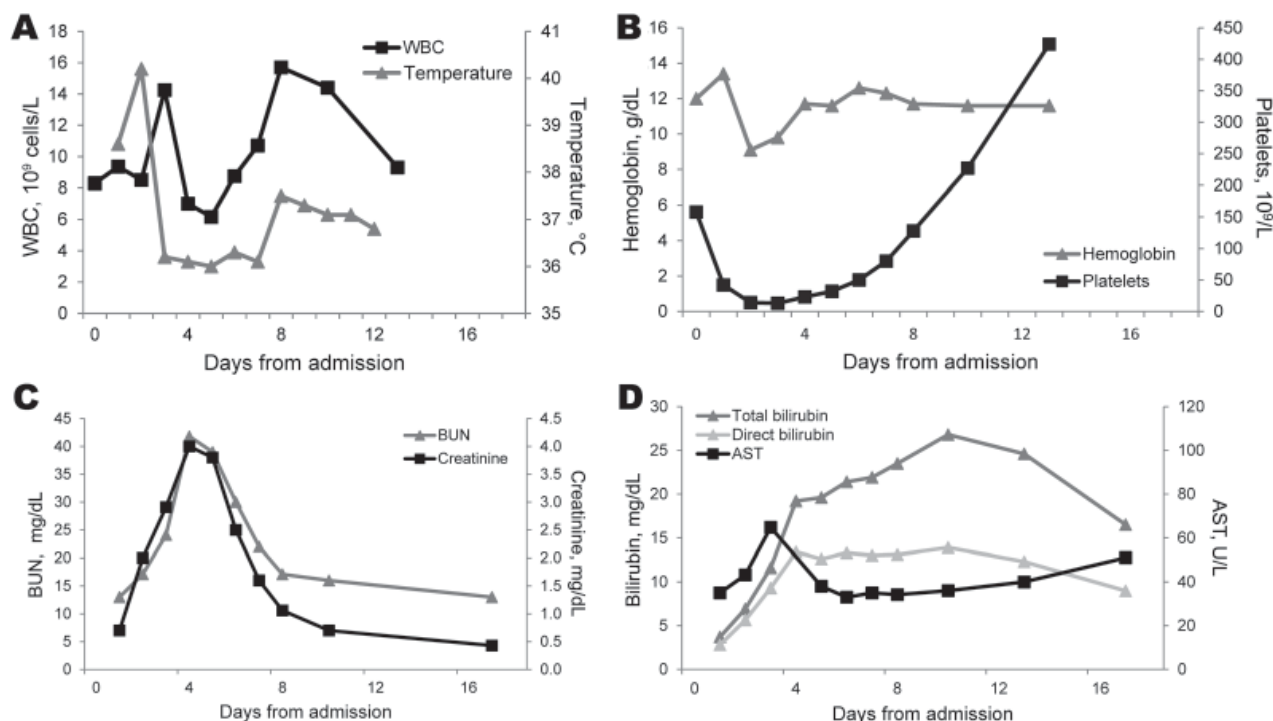 A
WBC
Temperature
WBC, 10⁹ cells/L
18
16
14
12
10
8
6
4
2
0
41
40
39
38
37
36
35
Temperature, °C
0 4 8 12 16
Days from admission
B
Hemoglobin, g/dL
16
14
12
10
8
6
4
2
0
450
400
350
300
250
200
150
100
50
0
Platelets, 10⁹/L
Hemoglobin
Platelets
0 4 8 12 16
Days from admission
C
BUN, mg/dL
45
40
35
30
25
20
15
10
5
0
BUN
Creatinine
4.5
4.0
3.5
3.0
2.5
2.0
1.5
1.0
0.5
0.0
Creatinine, mg/dL
0 4 8 12 16
Days from admission
D
Bilirubin, mg/dL
30
25
20
15
10
5
0
Total bilirubin
Direct bilirubin
AST
120
100
80
60
40
20
0
AST, U/L
0 4 8 12 16
Days from admission